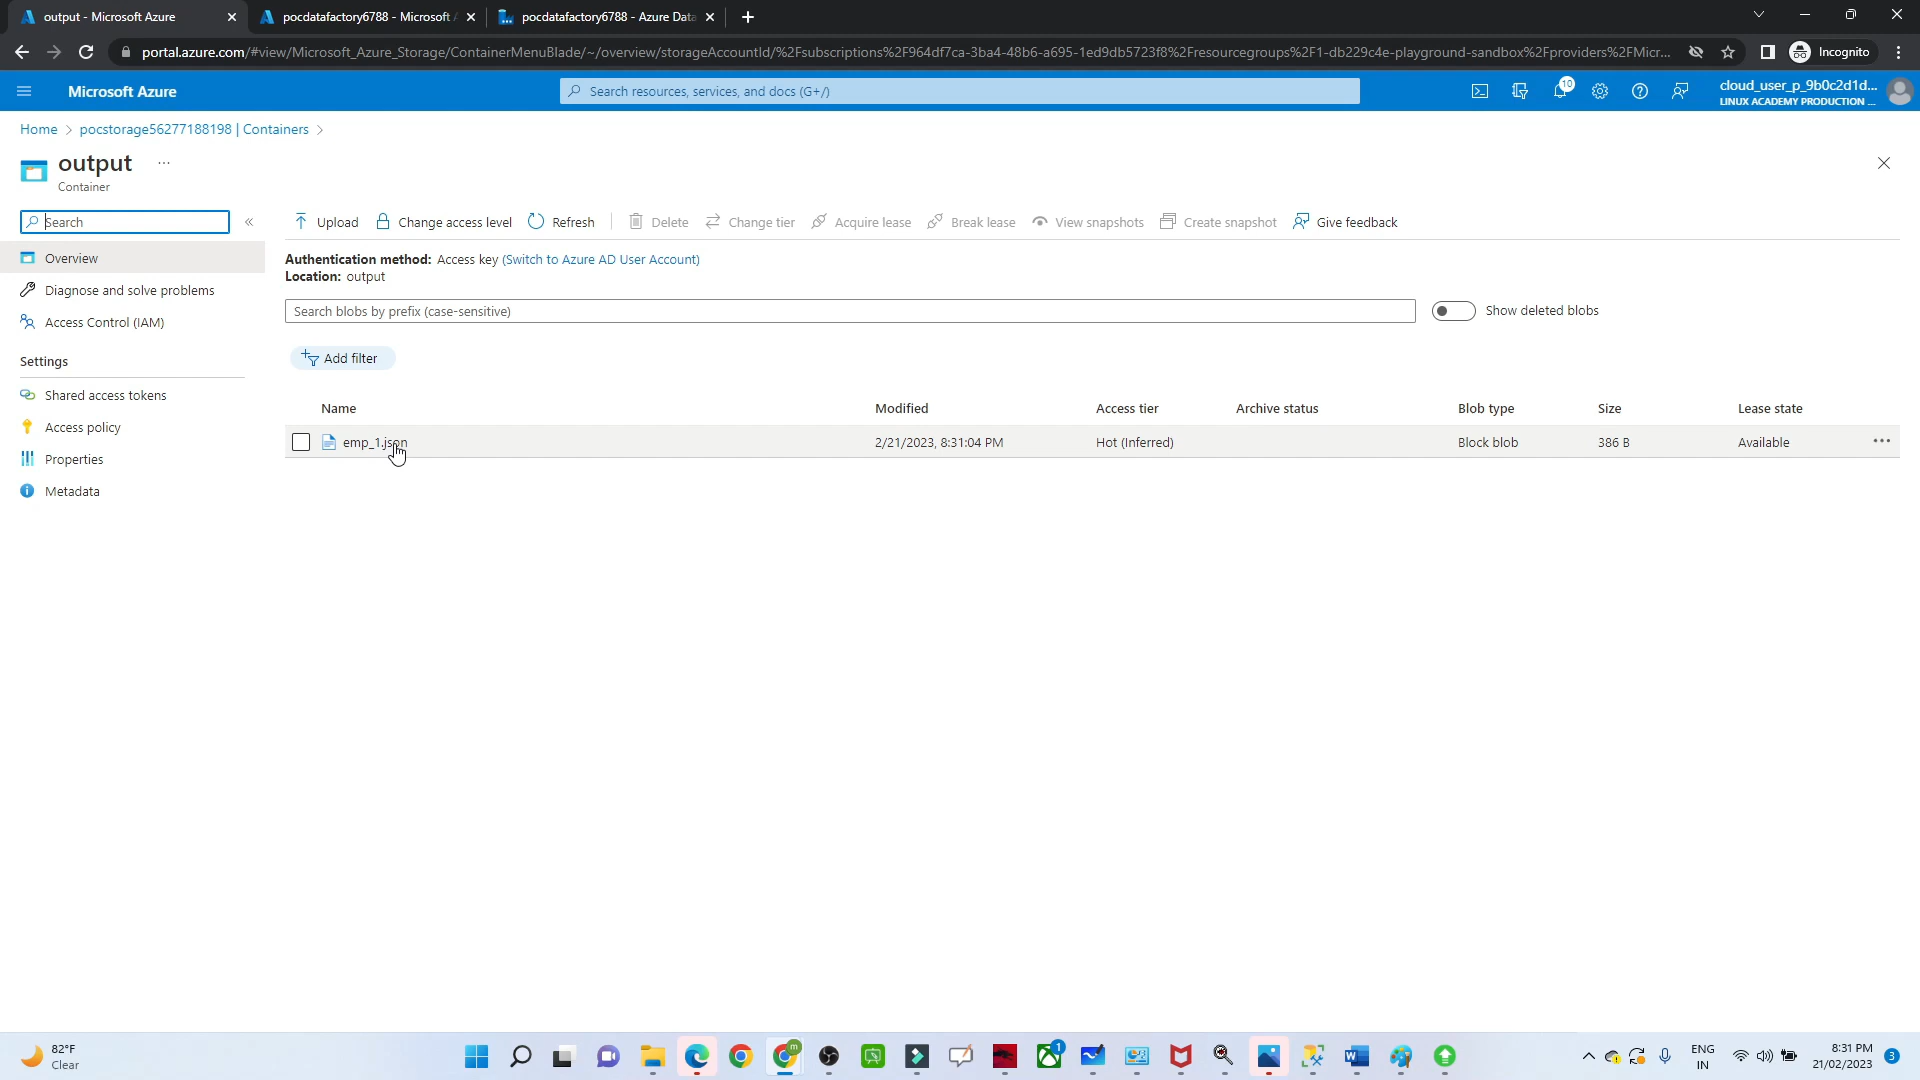 output - Microsoft Azure
pocdatafactory6788 - Microsoft A
pocdatafactory6788 - Azure Data
portal.azure.com/#view/Microsoft_Azure_Storage/ContainerMenuBlade/~/overview/storageAccountId/%2Fsubscriptions%2F964df7ca-3ba4-48b6-a695-1ed9db5723f8%2Fresourcegroups%2F1-db229c4e-playground-sandbox%2Fproviders%2FMicr...
Incognito
Microsoft Azure
Search resources, services, and docs (G+/)
10
cloud_user_p_9b0c2d1d...
LINUX ACADEMY PRODUCTION ...
Home > pocstorage56277188198 | Containers >
output ...
Container
Search
«
Upload
Change access level
Refresh
Delete
Change tier
Acquire lease
Break lease
View snapshots
Create snapshot
Give feedback
Overview
Diagnose and solve problems
Access Control (IAM)
Settings
Shared access tokens
Access policy
Properties
Metadata
Authentication method: Access key (Switch to Azure AD User Account)
Location: output
Search blobs by prefix (case-sensitive)
Show deleted blobs
Add filter
Name Modified Access tier Archive status Blob type Size Lease state
emp_1.json 2/21/2023, 8:31:04 PM Hot (Inferred) Block blob 386 B Available ...
82°F
Clear
m
1
ENG
IN
8:31 PM
21/02/2023
3